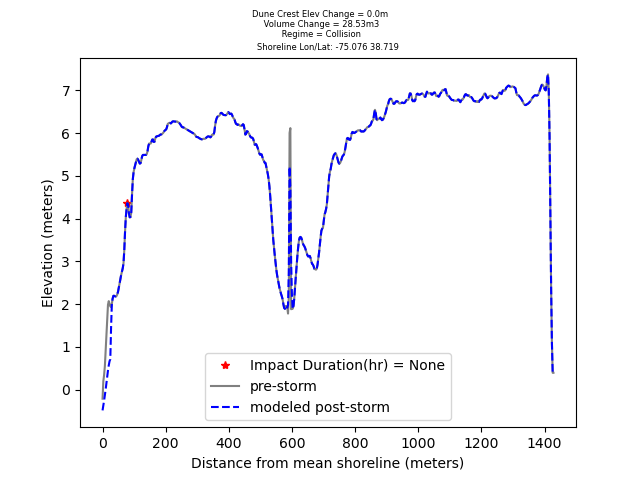 Dune Crest Elev Change = 0.0m
Volume Change = 28.53m3
Regime = Collision
Shoreline Lon/Lat: -75.076 38.719
7
6
5
4
3
2
1
0
Elevation (meters)
Impact Duration(hr) = None
pre-storm
modeled post-storm
0 200 400 600 800 1000 1200 1400
Distance from mean shoreline (meters)